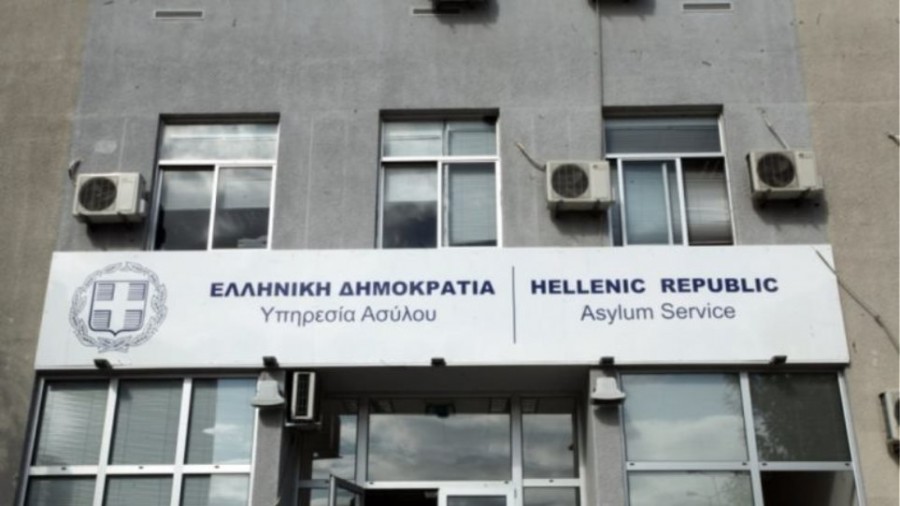 ΕΛΛΗΝΙΚΗ ΔΗΜΟΚΡΑΤΙΑ
Υπηρεσία Ασύλου
HELLENIC REPUBLIC
Asylum Service